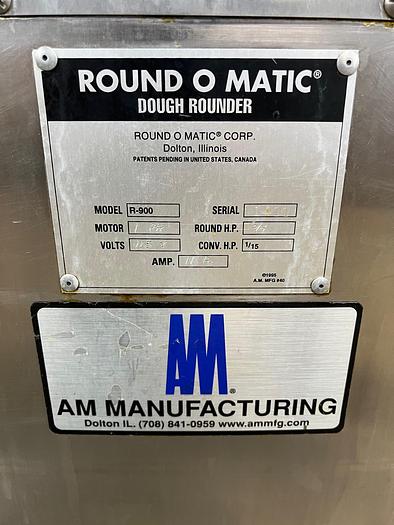 ROUND O MATIC®
DOUGH ROUNDER
ROUND O MATIC® CORP.
Dolton, Illinois
PATENTS PENDING IN UNITED STATES, CANADA
MODEL R-900 SERIAL
MOTOR ROUND H.P.
VOLTS CONV. H.P. 1/15
AMP.
©1995
A.M. MFG #40
AM®
AM MANUFACTURING
Dolton IL. (708) 841-0959 www.ammfg.com